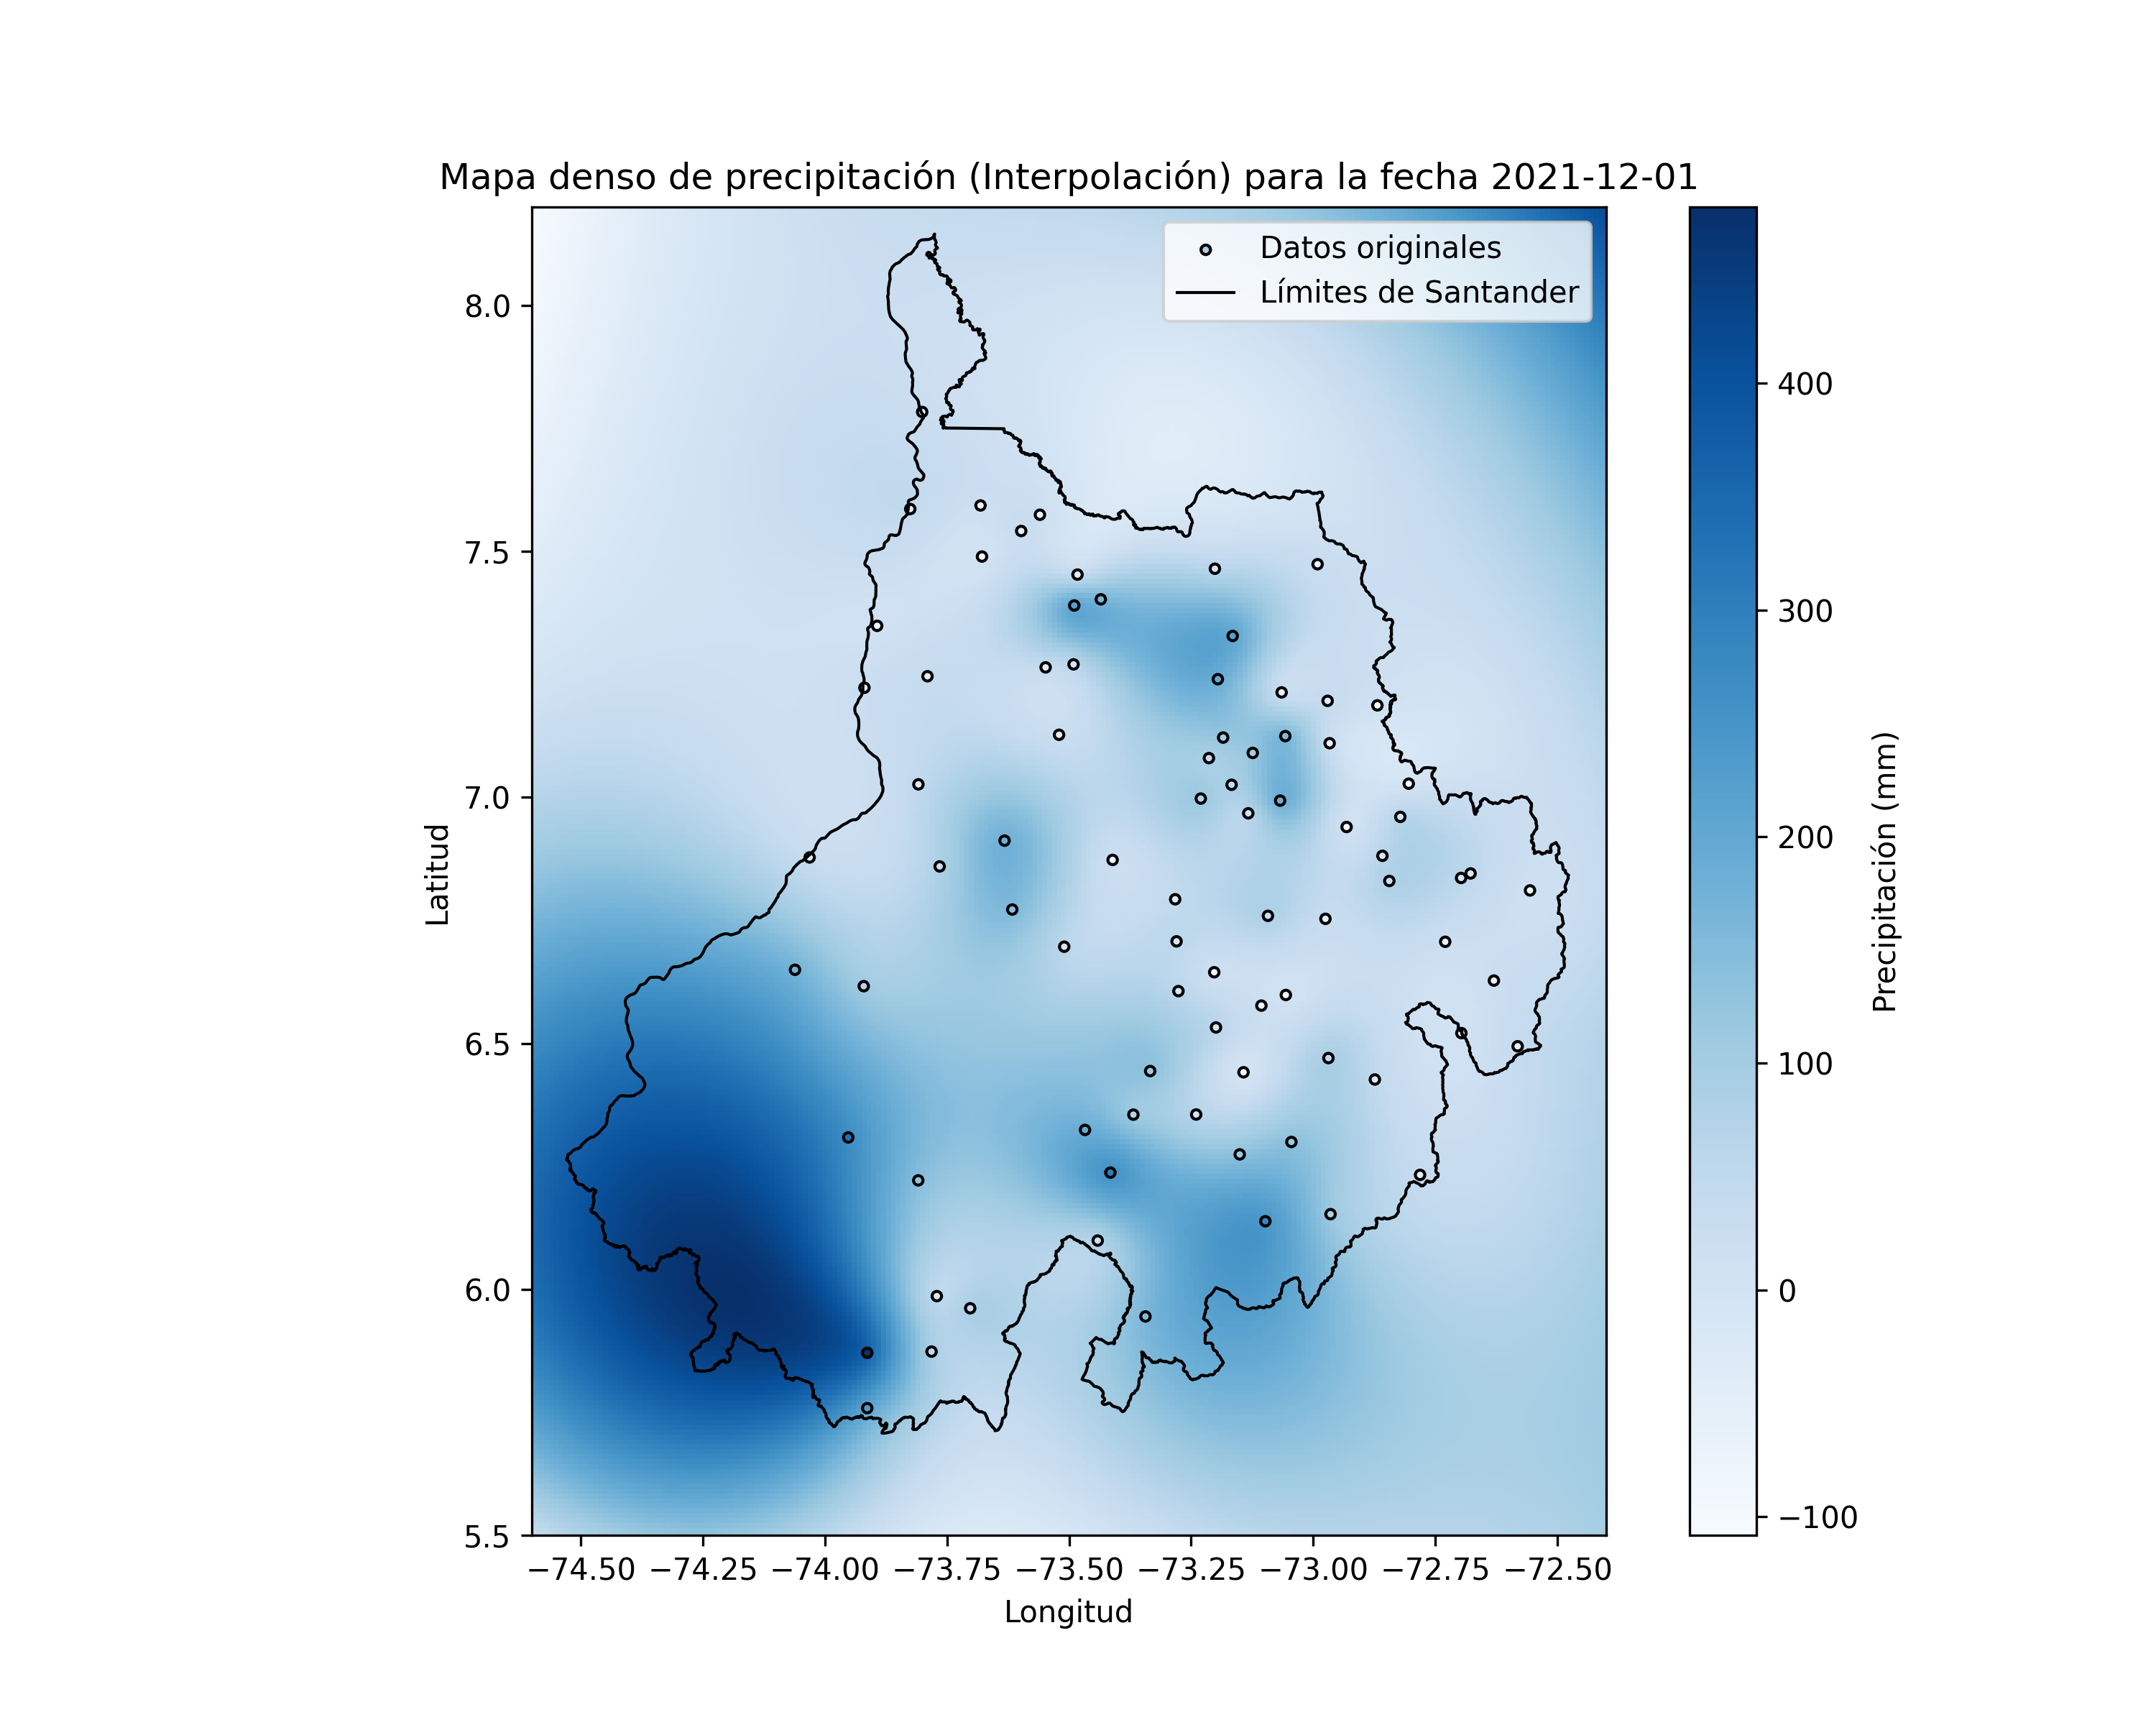 Mapa denso de precipitación (Interpolación) para la fecha 2021-12-01
Datos originales
Límites de Santander
8.0
7.5
7.0
6.5
6.0
5.5
Latitud
−74.50 −74.25 −74.00 −73.75 −73.50 −73.25 −73.00 −72.75 −72.50
Longitud
400
300
200
100
0
−100
Precipitación (mm)